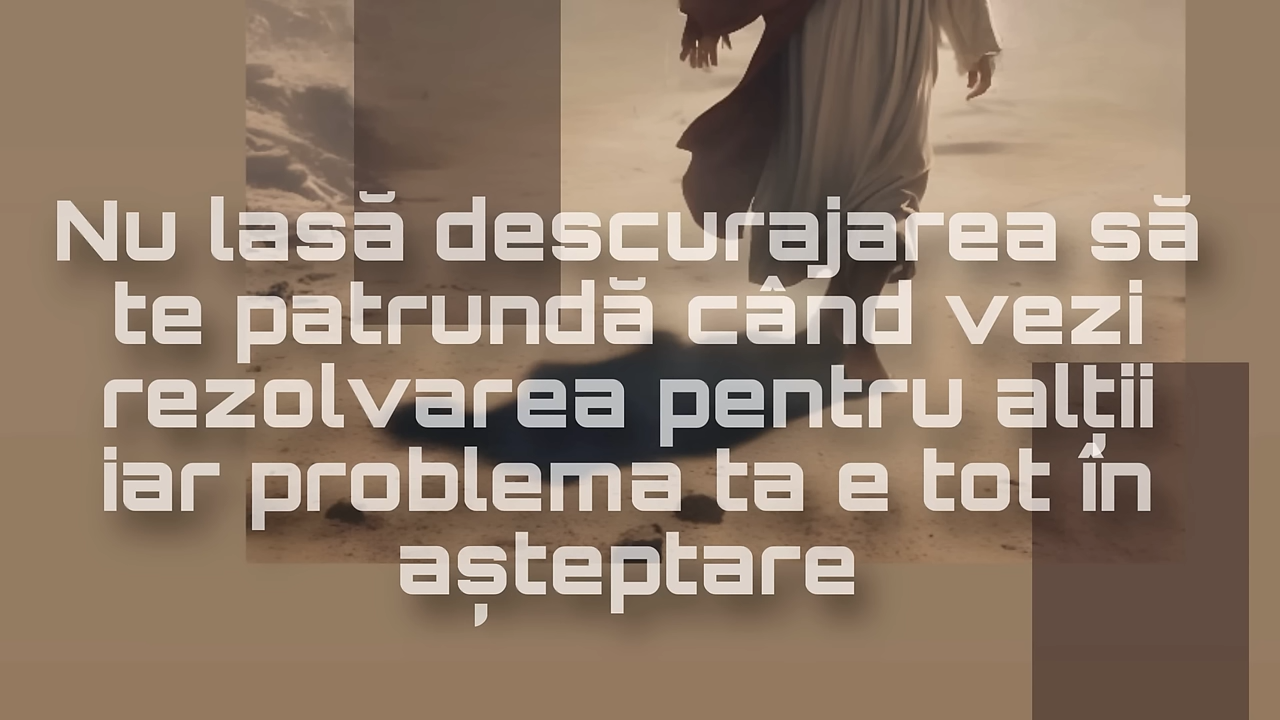 Nu lasă descurajarea să
te patrundă când vezi
rezolvarea pentru alții
iar problema ta e tot în
așteptare